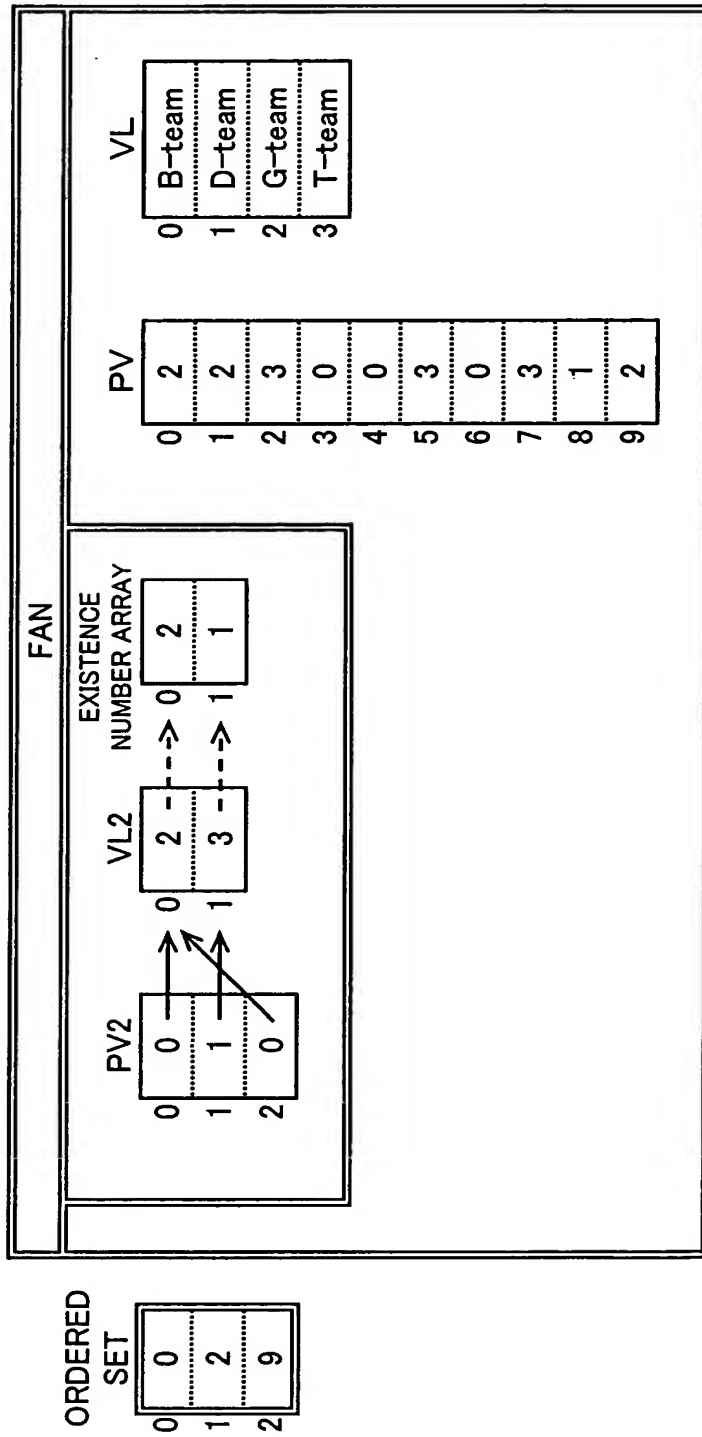 FAN
ORDERED
SET
0 0
1 2
2 9
PV2
0 0
1 1
2 0
VL2
0 2
1 3
EXISTENCE
NUMBER ARRAY
0 2
1 1
PV
0 2
1 2
2 3
3 0
4 0
5 3
6 0
7 3
8 1
9 2
VL
0 B-team
1 D-team
2 G-team
3 T-team